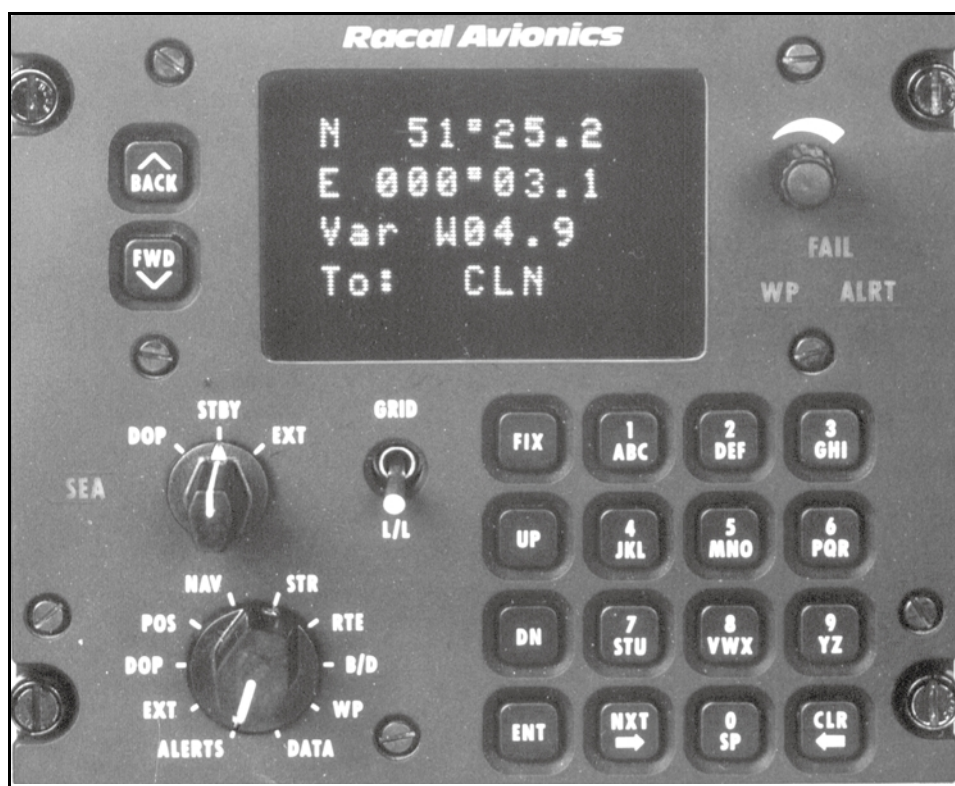 Racal Avionics
N 51°25.2
E 000°03.1
Var W04.9
To: CLN
BACK
FWD
FAIL
WP ALRT
STBY
DOP EXT
SEA
GRID
L/L
NAV STR
POS RTE
DOP B/D
EXT WP
ALERTS DATA
FIX
1
ABC
2
DEF
3
GHI
UP
4
JKL
5
MNO
6
PQR
DN
7
STU
8
VWX
9
YZ
ENT
NXT
0
SP
CLR